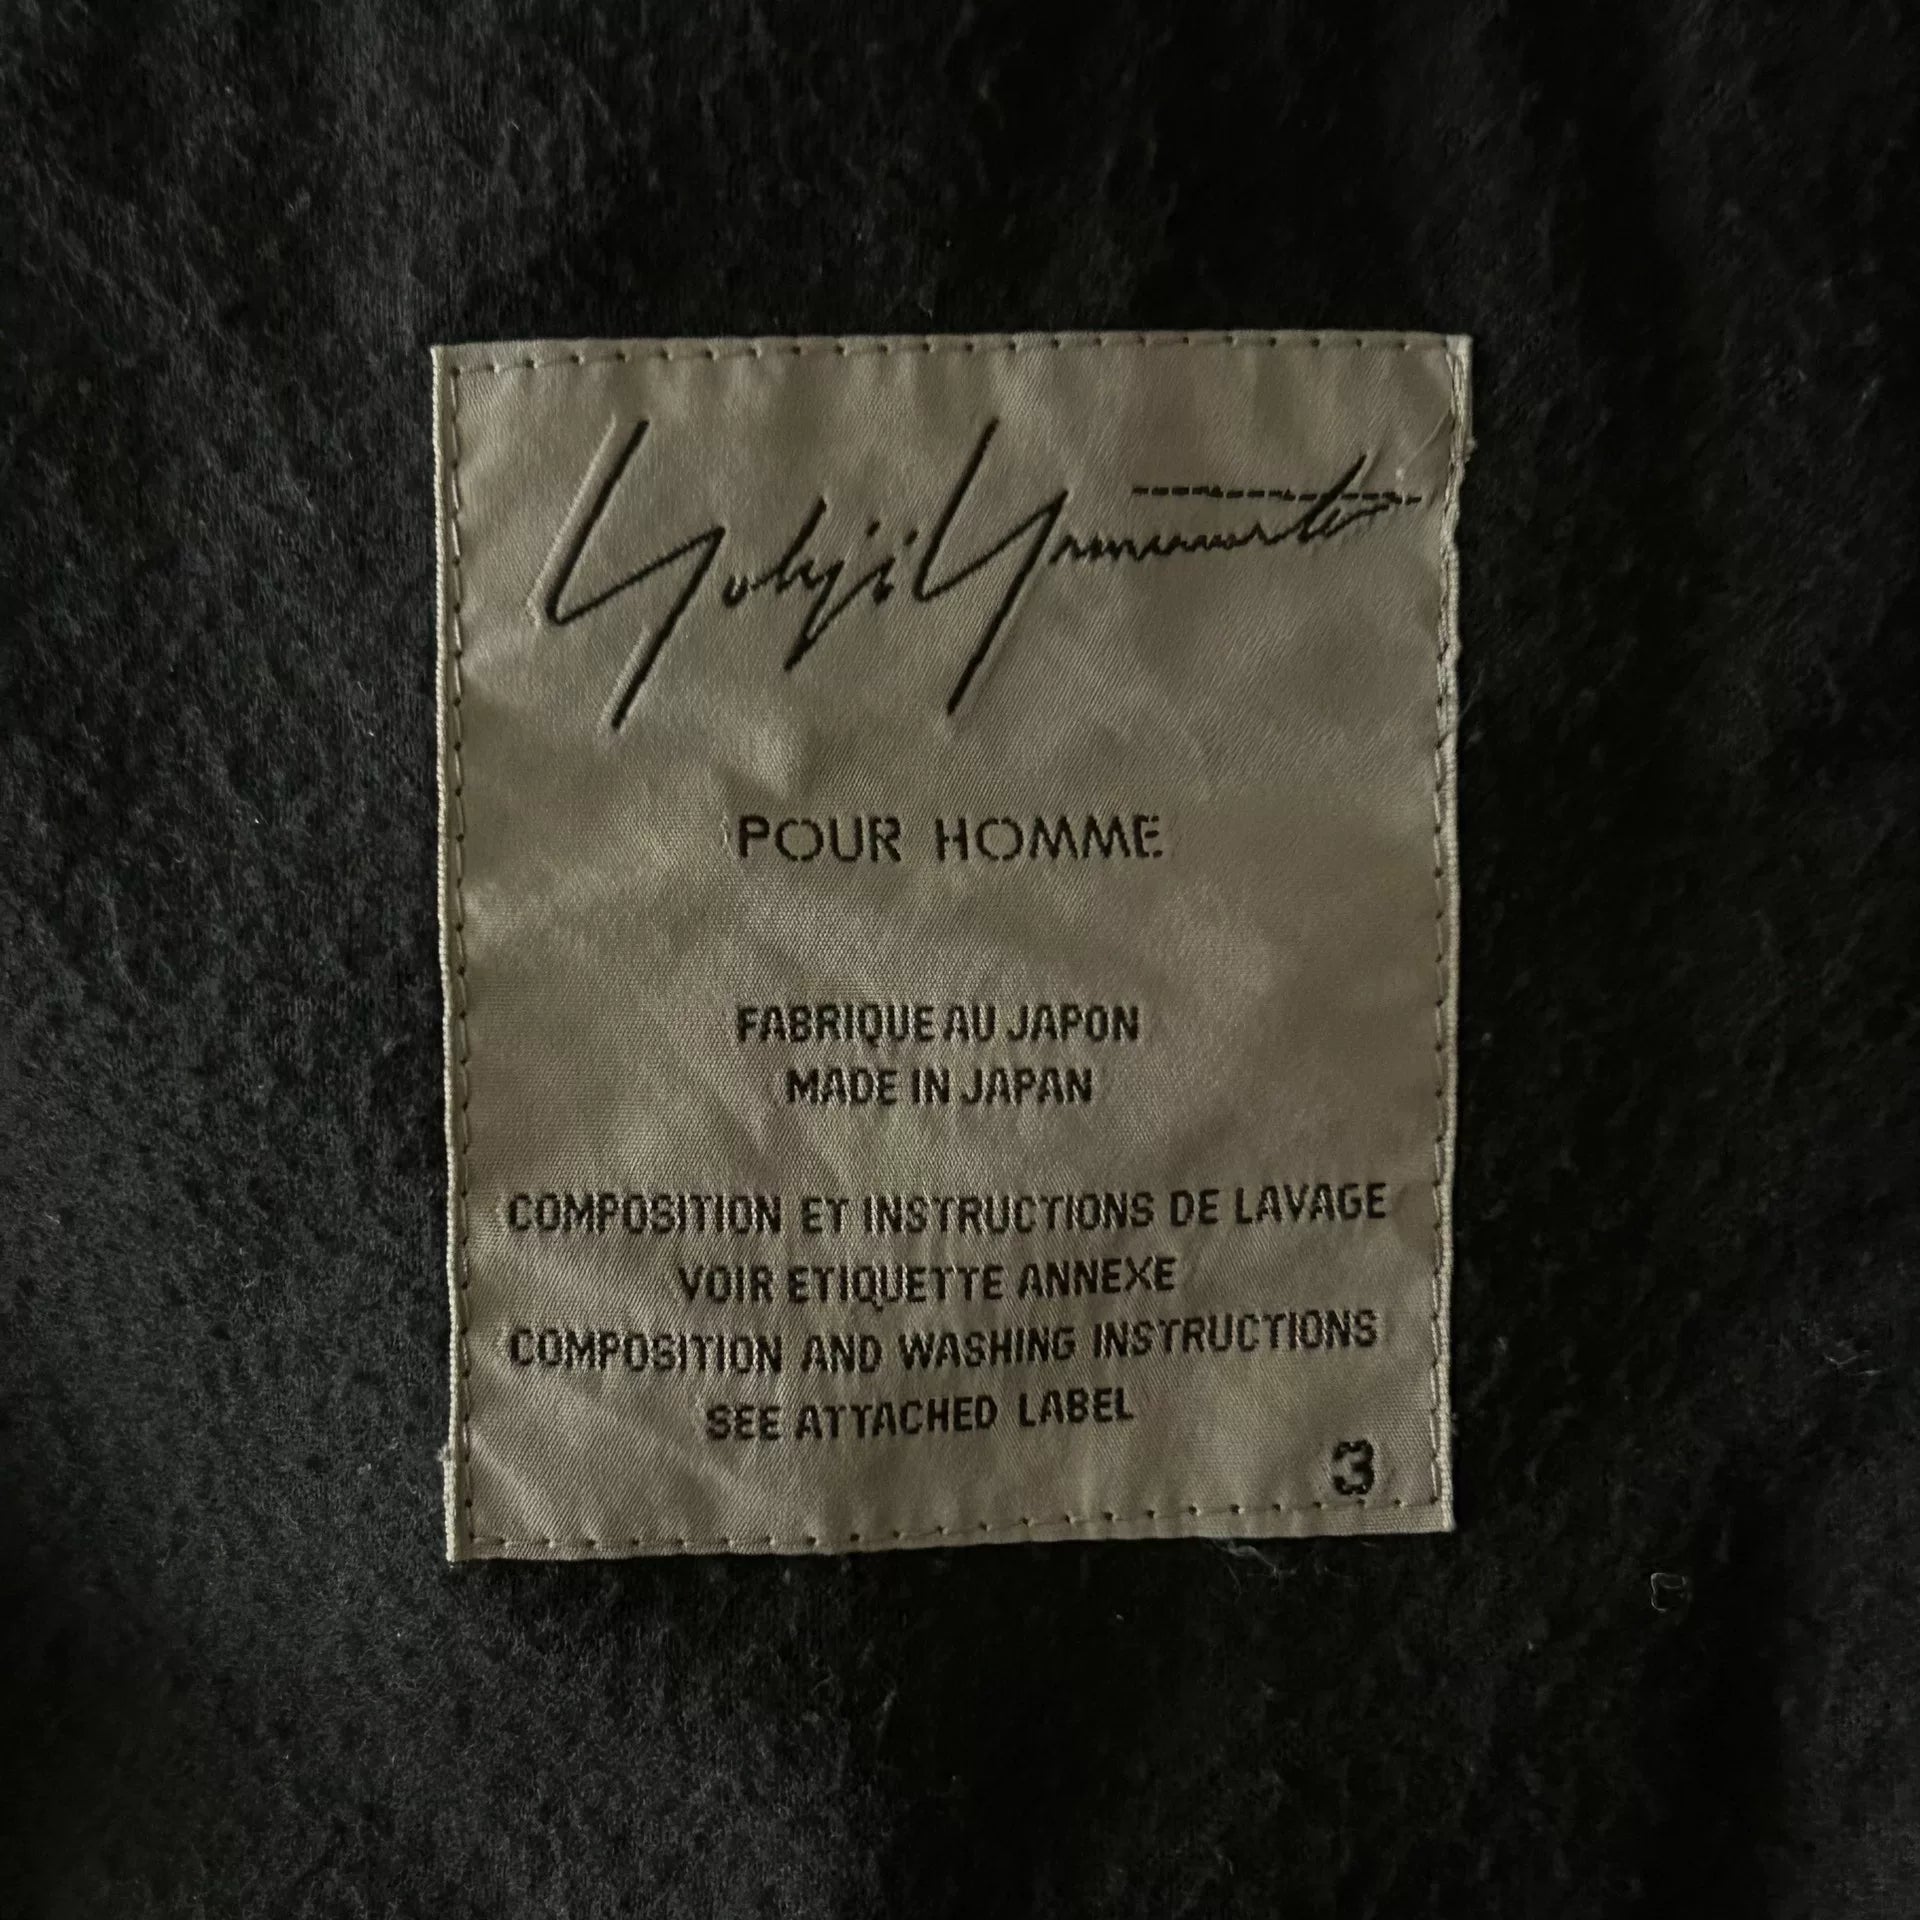 Yohji Yamamoto
POUR HOMME
FABRIQUE AU JAPON
MADE IN JAPAN
COMPOSITION ET INSTRUCTIONS DE LAVAGE
VOIR ETIQUETTE ANNEXE
COMPOSITION AND WASHING INSTRUCTIONS
SEE ATTACHED LABEL
3